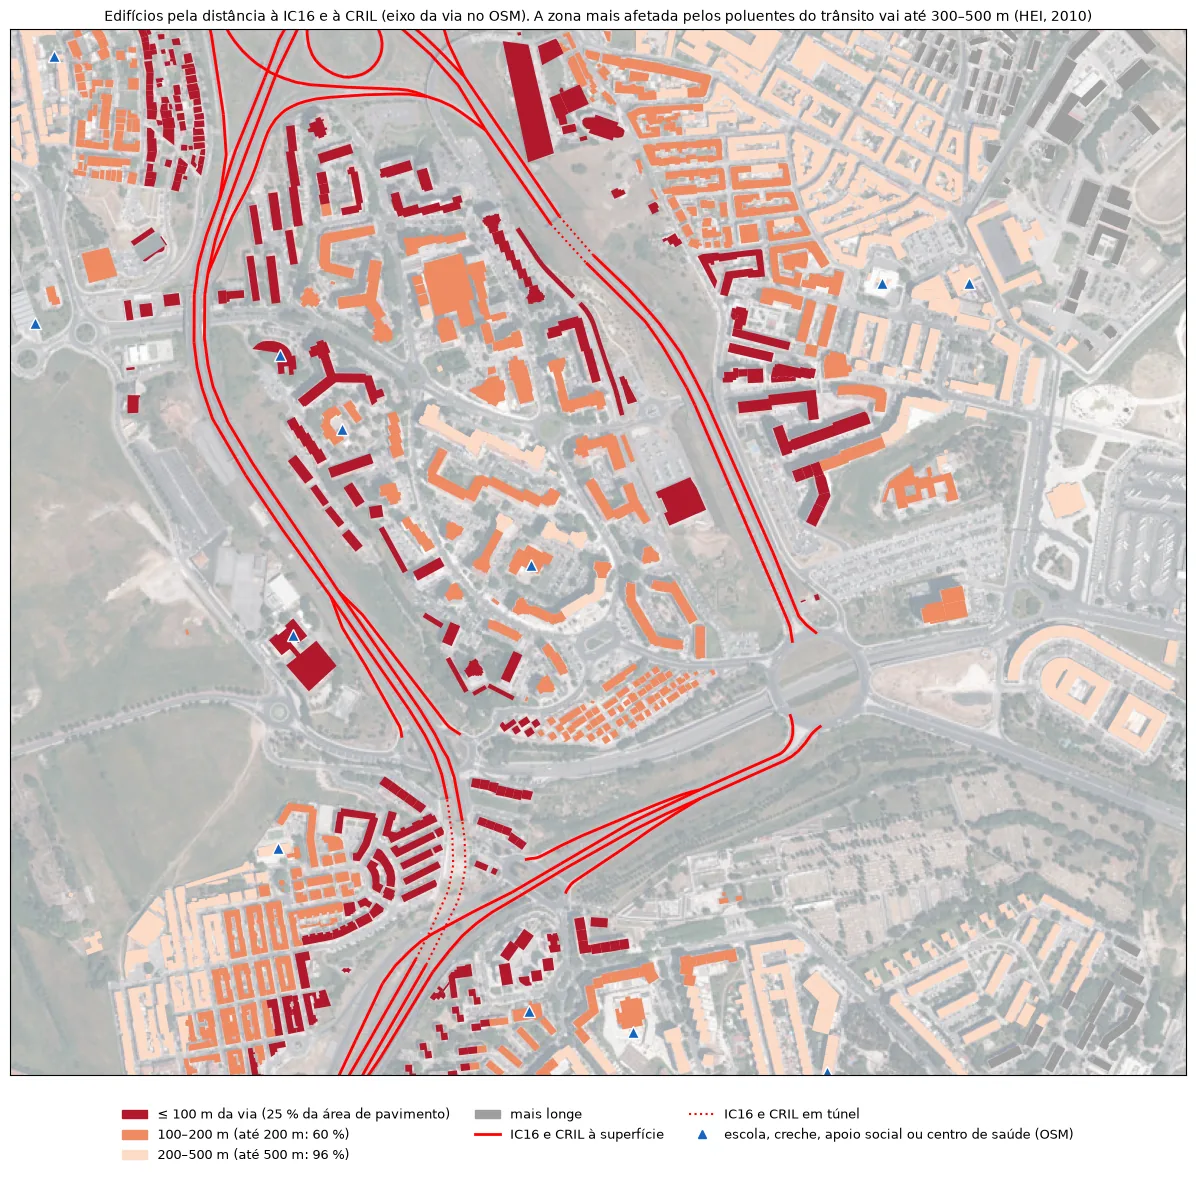 Edifícios pela distância à IC16 e à CRIL (eixo da via no OSM). A zona mais afetada pelos poluentes do trânsito vai até 300–500 m (HEI, 2010)
≤ 100 m da via (25 % da área de pavimento)
100–200 m (até 200 m: 60 %)
200–500 m (até 500 m: 96 %)
mais longe
IC16 e CRIL à superfície
IC16 e CRIL em túnel
escola, creche, apoio social ou centro de saúde (OSM)